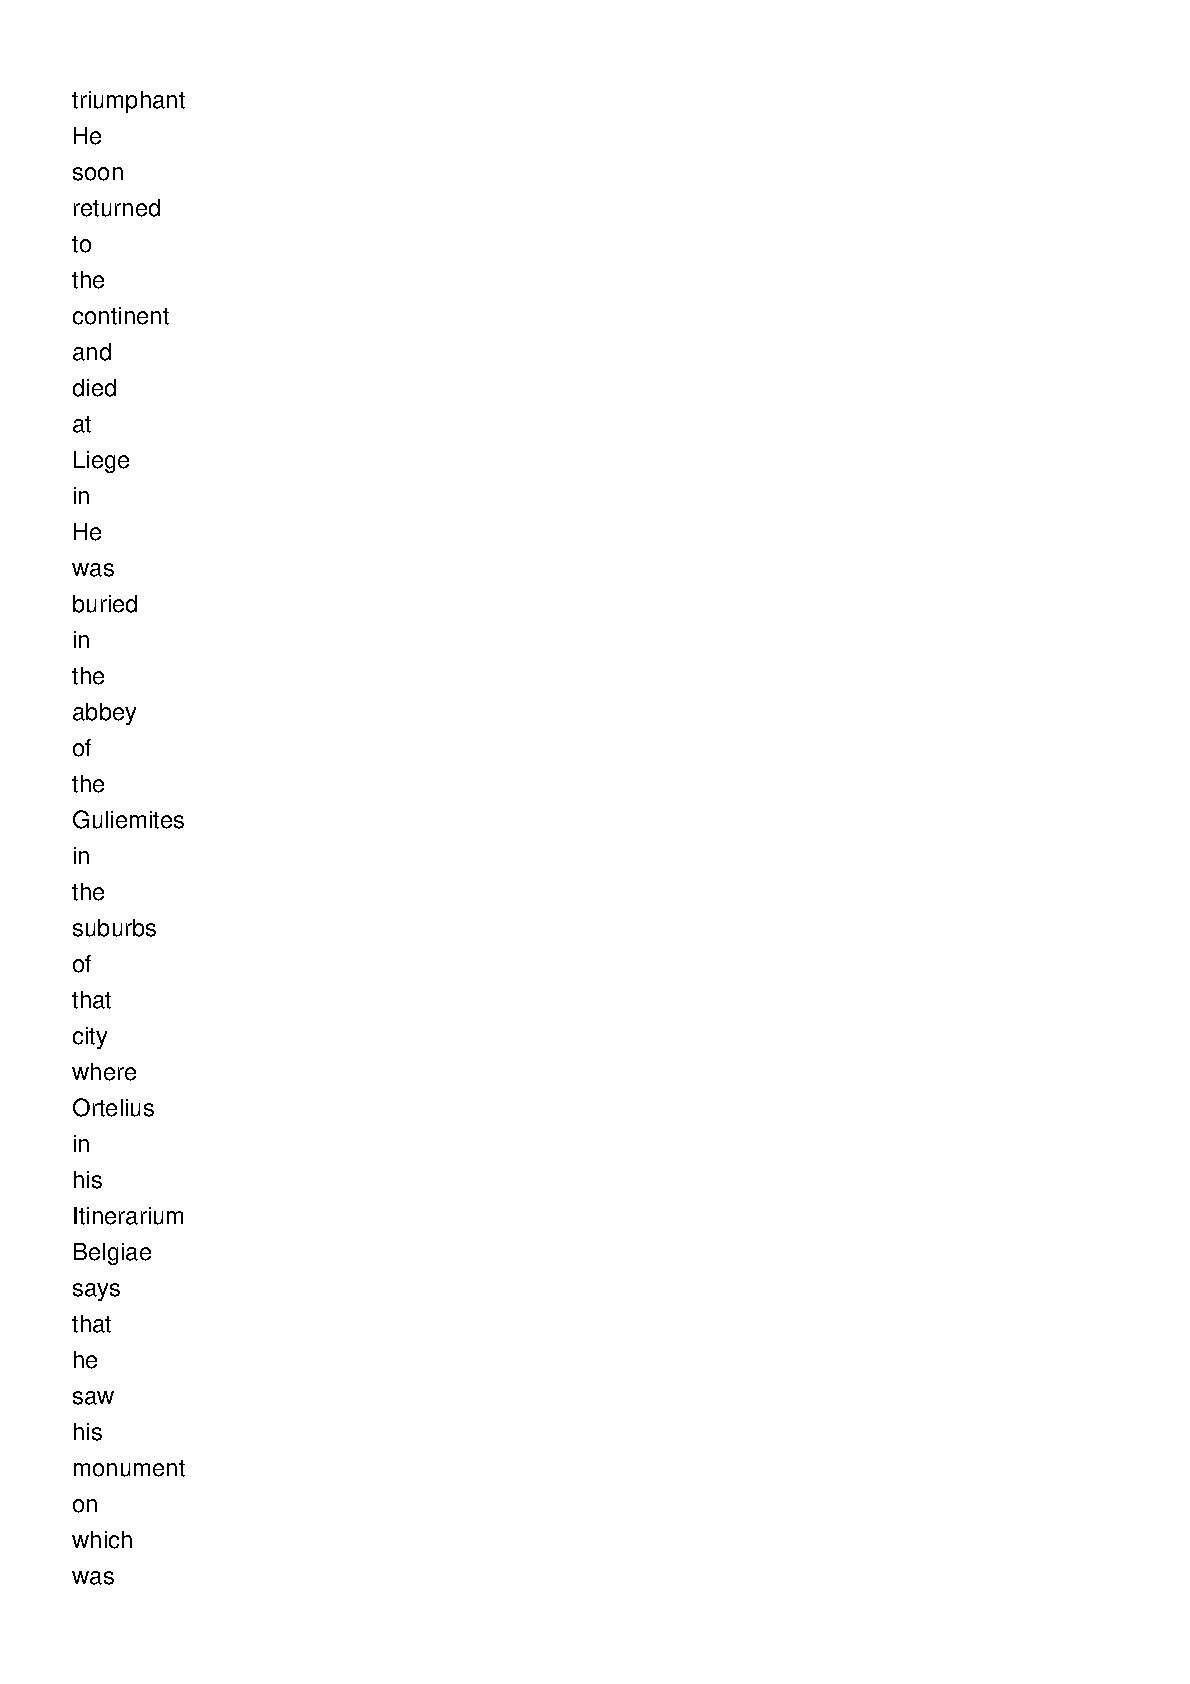 triumphant
He
soon
returned
to
the
continent
and
died
at
Liege
in
He
was
buried
in
the
abbey
of
the
Guliemites
in
the
suburbs
of
that
city
where
Ortelius
in
his
Itinerarium
Belgiae
says
that
he
saw
his
monument
on
which
was